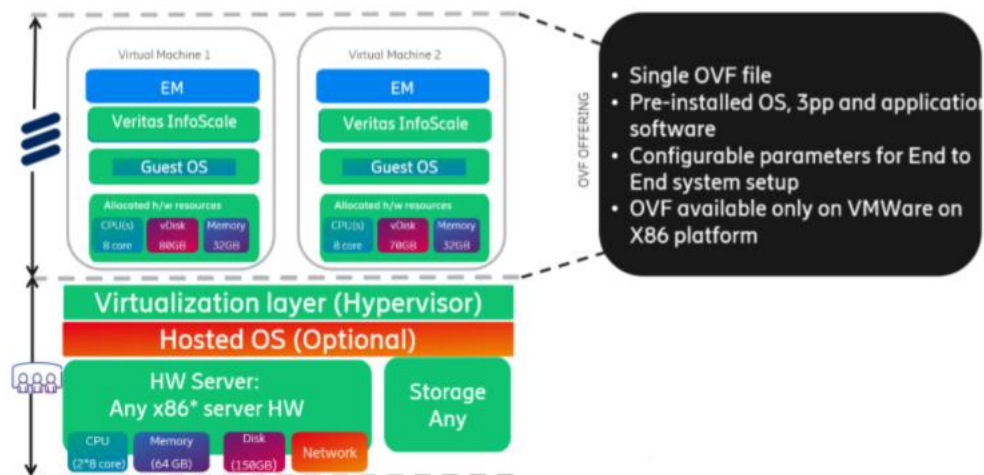 Virtual Machine 1
EM
Veritas InfoScale
Guest OS
Allocated h/w resources
CPU(s)
8 core
vDisk
80GB
Memory
32GB
Virtual Machine 2
EM
Veritas InfoScale
Guest OS
Allocated h/w resources
CPU(s)
8 core
vDisk
70GB
Memory
32GB
OVF OFFERING
• Single OVF file
• Pre-installed OS, 3pp and application
software
• Configurable parameters for End to
End system setup
• OVF available only on VMWare on
X86 platform
Virtualization layer (Hypervisor)
Hosted OS (Optional)
HW Server:
Any x86* server HW
CPU
(2*8 core)
Memory
(64 GB)
Disk
(150GB)
Network
Storage
Any